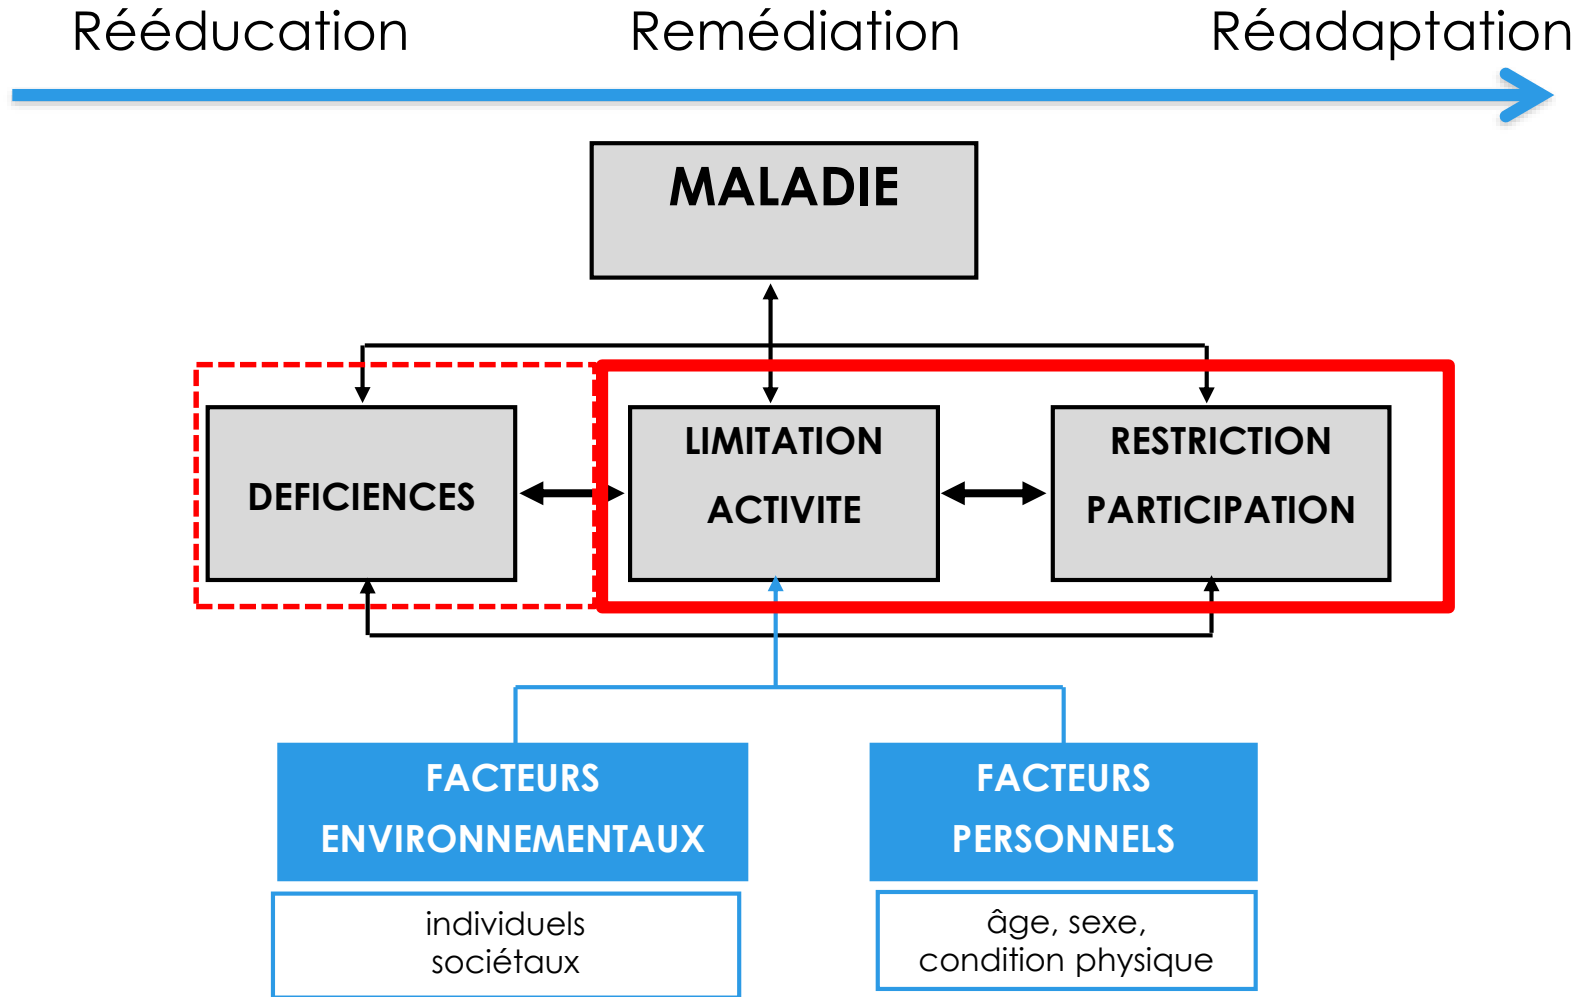 Rééducation
Remédiation
Réadaptation
MALADIE
DEFICIENCES
LIMITATION
ACTIVITE
RESTRICTION
PARTICIPATION
FACTEURS
ENVIRONNEMENTAUX
individuels
sociétaux
FACTEURS
PERSONNELS
âge, sexe,
condition physique